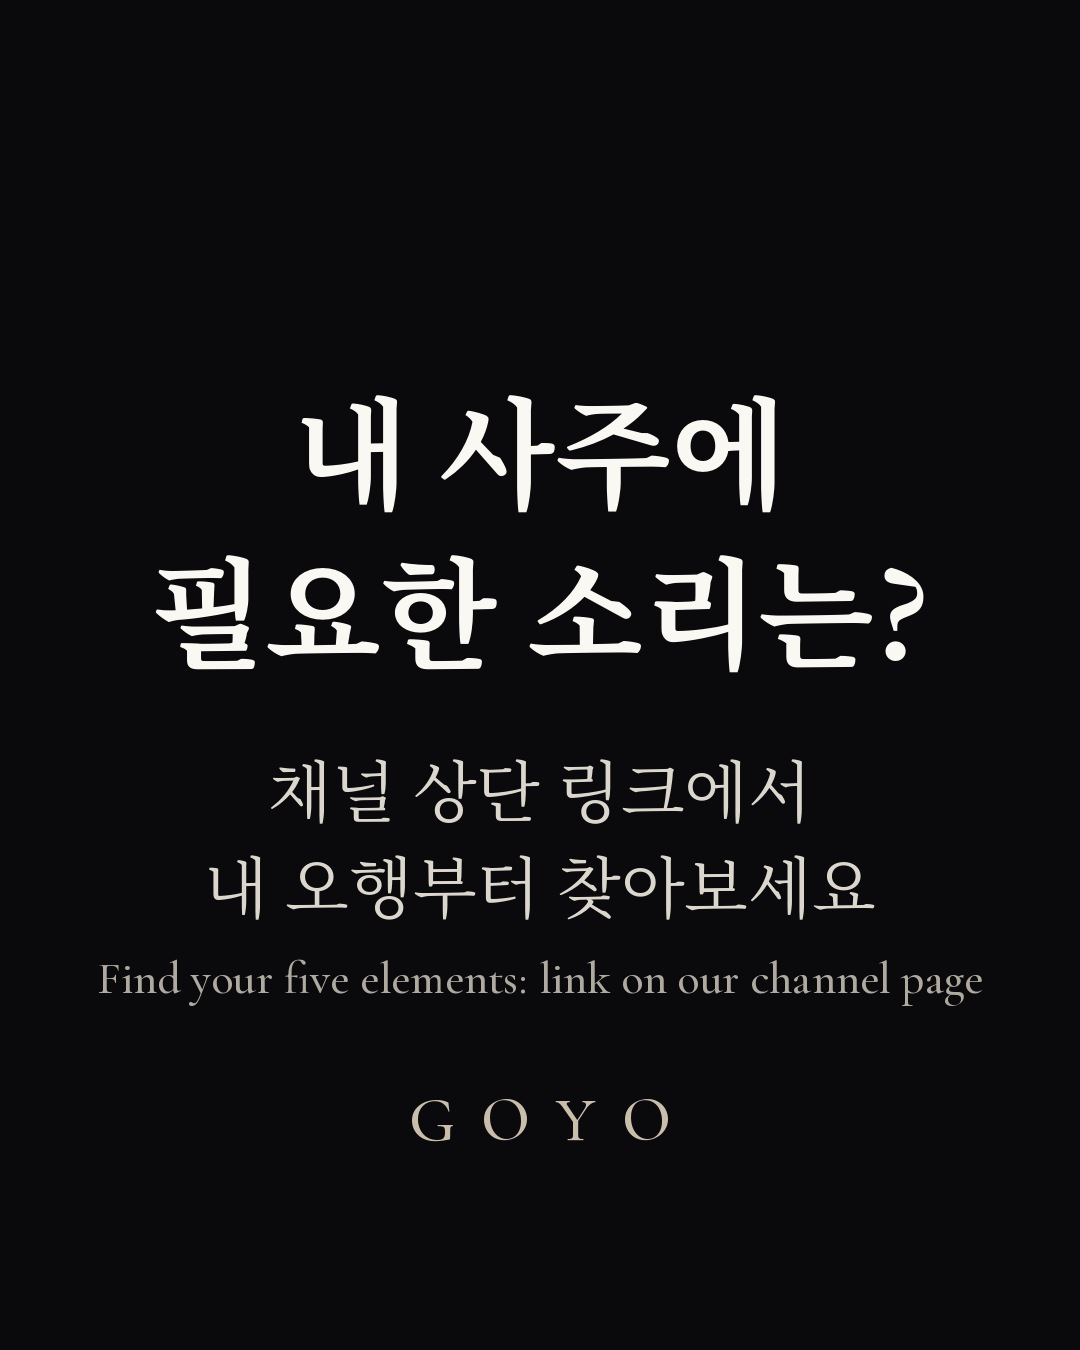 내 사주에
필요한 소리는?
채널 상단 링크에서
내 오행부터 찾아보세요
Find your five elements: link on our channel page
GOYO